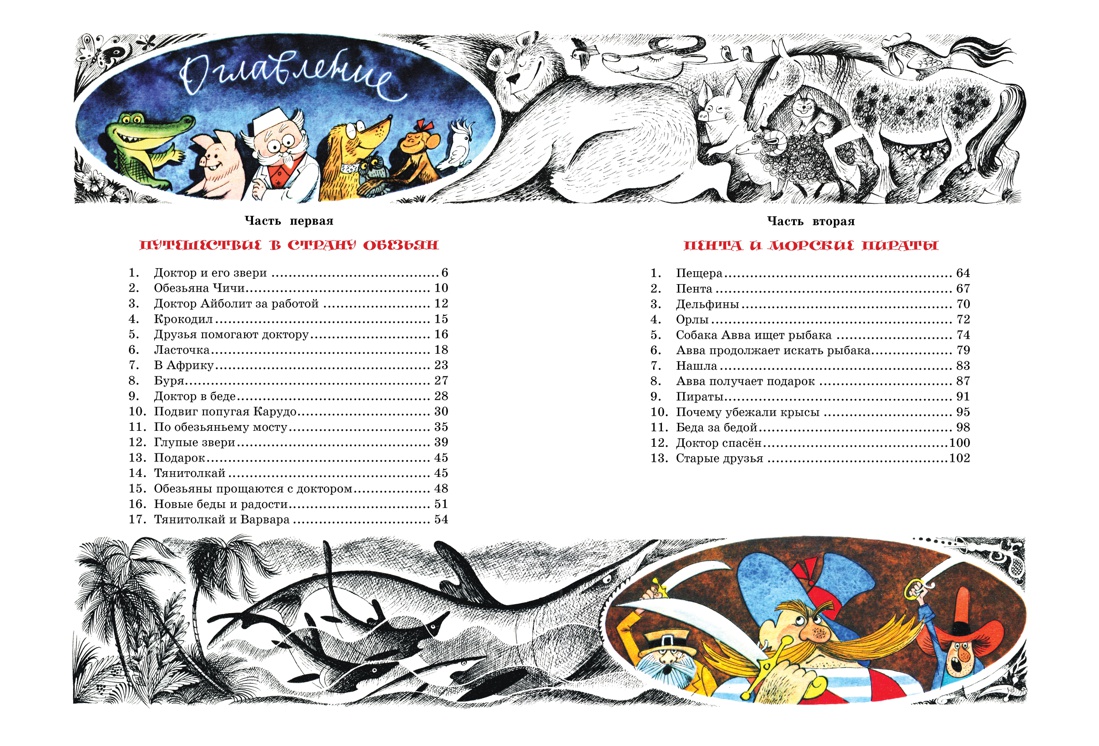 Оглавление
Часть первая
ПУТЕШЕСТВИЕ В СТРАНУ ОБЕЗЬЯН
1. Доктор и его звери ........................................ 6
2. Обезьяна Чичи ........................................ 10
3. Доктор Айболит за работой ........................................ 12
4. Крокодил ........................................ 15
5. Друзья помогают доктору ........................................ 16
6. Ласточка ........................................ 18
7. В Африку ........................................ 23
8. Буря ........................................ 27
9. Доктор в беде ........................................ 28
10. Подвиг попугая Карудо ........................................ 30
11. По обезьяньему мосту ........................................ 35
12. Глупые звери ........................................ 39
13. Подарок ........................................ 45
14. Тянитолкай ........................................ 45
15. Обезьяны прощаются с доктором ........................................ 48
16. Новые беды и радости ........................................ 51
17. Тянитолкай и Варвара ........................................ 54
Часть вторая
ПЕНТА И МОРСКИЕ ПИРАТЫ
1. Пещера ........................................ 64
2. Пента ........................................ 67
3. Дельфины ........................................ 70
4. Орлы ........................................ 72
5. Собака Авва ищет рыбака ........................................ 74
6. Авва продолжает искать рыбака ........................................ 79
7. Нашла ........................................ 83
8. Авва получает подарок ........................................ 87
9. Пираты ........................................ 91
10. Почему убежали крысы ........................................ 95
11. Беда за бедой ........................................ 98
12. Доктор спасён ........................................ 100
13. Старые друзья ........................................ 102